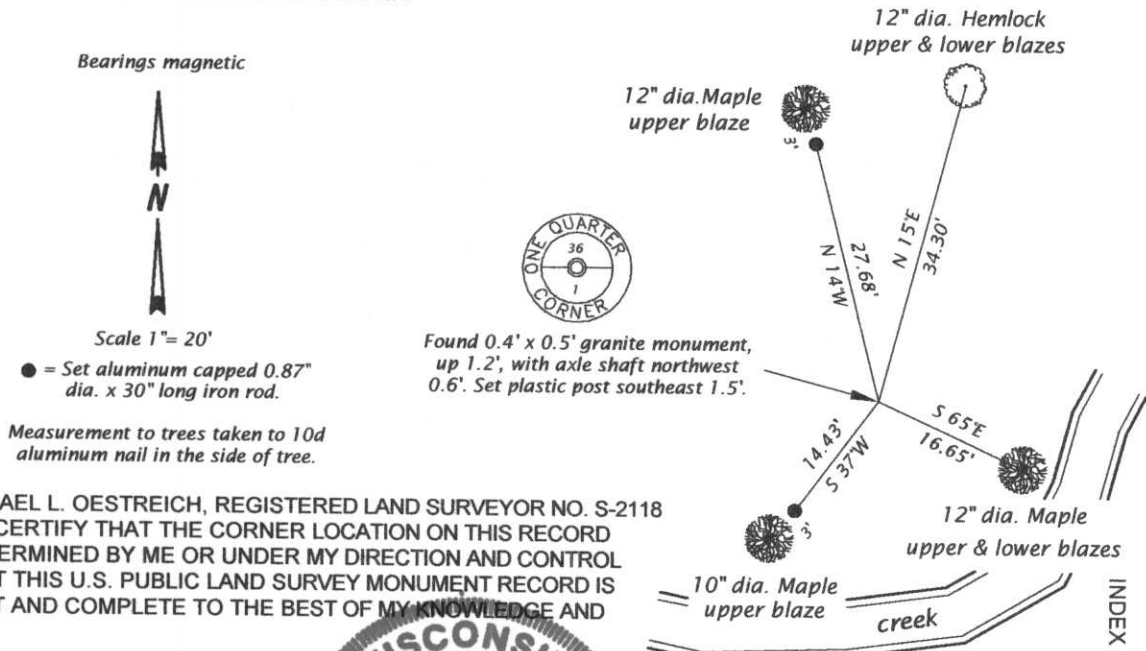 12" dia. Hemlock
upper & lower blazes
Bearings magnetic
12" dia. Maple
upper blaze
3'
N
ONE QUARTER
36
1
CORNER
N 14°W
27.68'
N 15°E
34.30'
Scale 1"= 20'
● = Set aluminum capped 0.87"
dia. x 30" long iron rod.
Found 0.4' x 0.5' granite monument,
up 1.2', with axle shaft northwest
0.6'. Set plastic post southeast 1.5'.
Measurement to trees taken to 10d
aluminum nail in the side of tree.
14.43'
S 37°W
S 65°E
16.65'
3'
12" dia. Maple
upper & lower blazes
10" dia. Maple
upper blaze
creek
INDEX
AEL L. OESTREICH, REGISTERED LAND SURVEYOR NO. S-2118
CERTIFY THAT THE CORNER LOCATION ON THIS RECORD
ERMINED BY ME OR UNDER MY DIRECTION AND CONTROL
T THIS U.S. PUBLIC LAND SURVEY MONUMENT RECORD IS
T AND COMPLETE TO THE BEST OF MY KNOWLEDGE AND
ISCONS